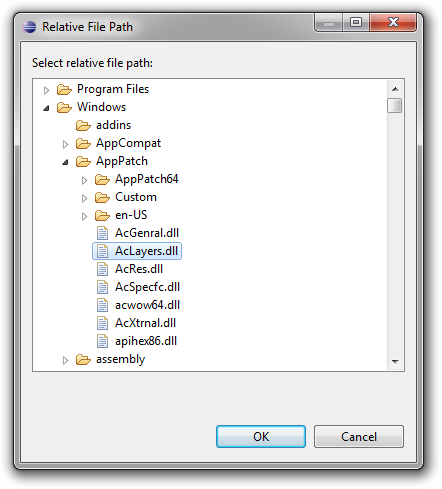 Relative File Path
Select relative file path:
Program Files
Windows
addins
AppCompat
AppPatch
AppPatch64
Custom
en-US
AcGenral.dll
AcLayers.dll
AcRes.dll
AcSpecfc.dll
acwow64.dll
AcXtrnal.dll
apihex86.dll
assembly
OK
Cancel